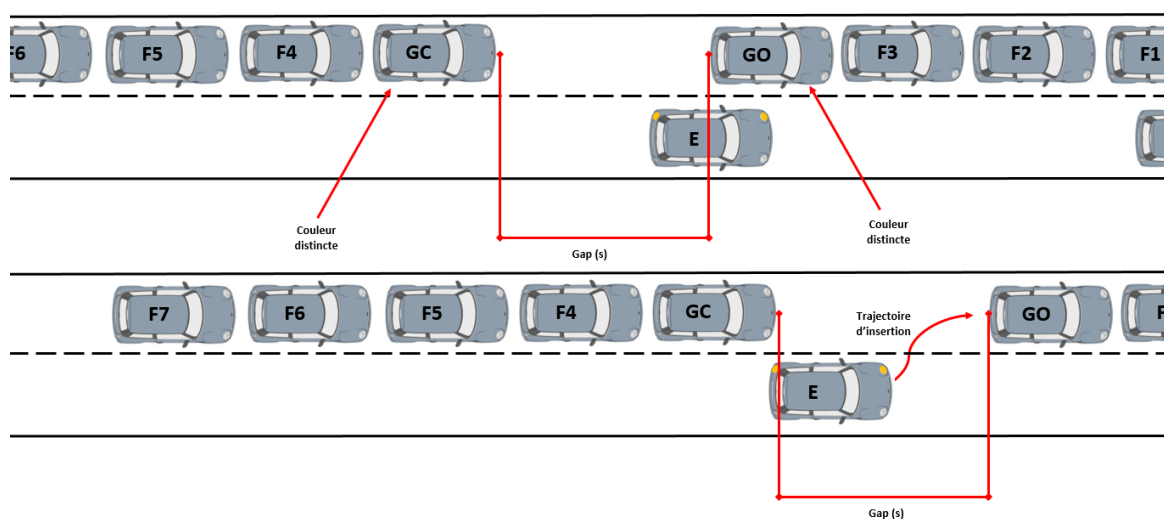 F6 F5 F4 GC GO F3 F2 F1
E
Couleur
distincte
Couleur
distincte
Gap (s)
F7 F6 F5 F4 GC GO F
Trajectoire
d'insertion
E
Gap (s)